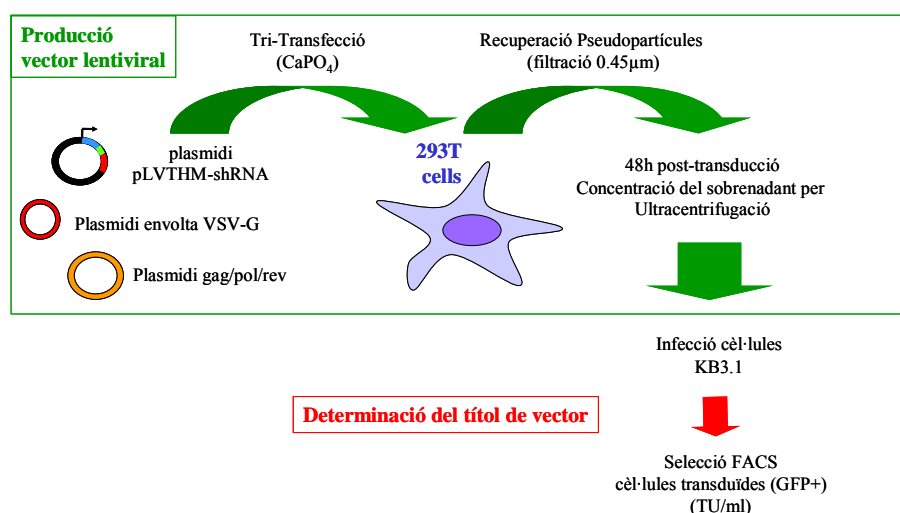 Producció
vector lentiviral
Tri-Transfecció
(CaPO4)
Recuperació Pseudopartícules
(filtració 0.45µm)
plasmidi
pLVTHM-shRNA
Plasmidi envolta VSV-G
Plasmidi gag/pol/rev
293T
cells
48h post-transducció
Concentració del sobrenadant per
Ultracentrifugació
Infecció cèl·lules
KB3.1
Determinació del títol de vector
Selecció FACS
cèl·lules transduïdes (GFP+)
(TU/ml)